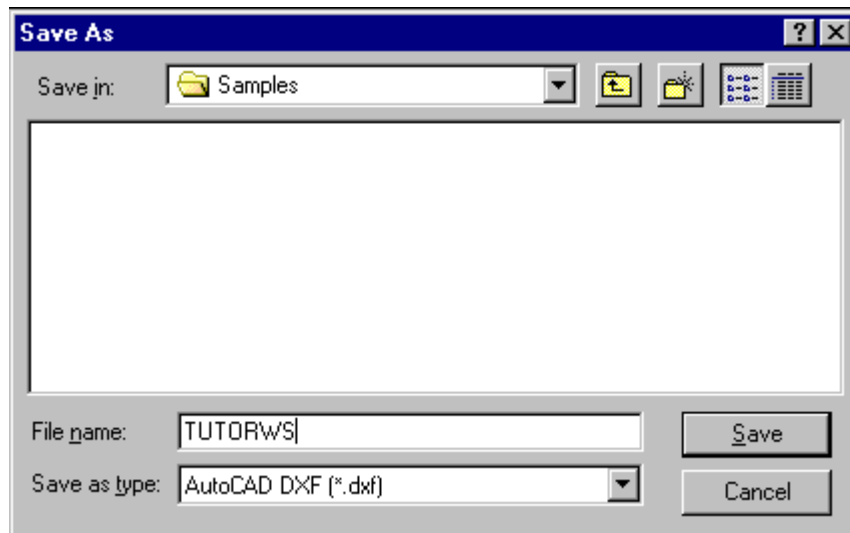 Save As
Save in: Samples
File name: TUTORWS
Save as type: AutoCAD DXF (*.dxf)
Save
Cancel